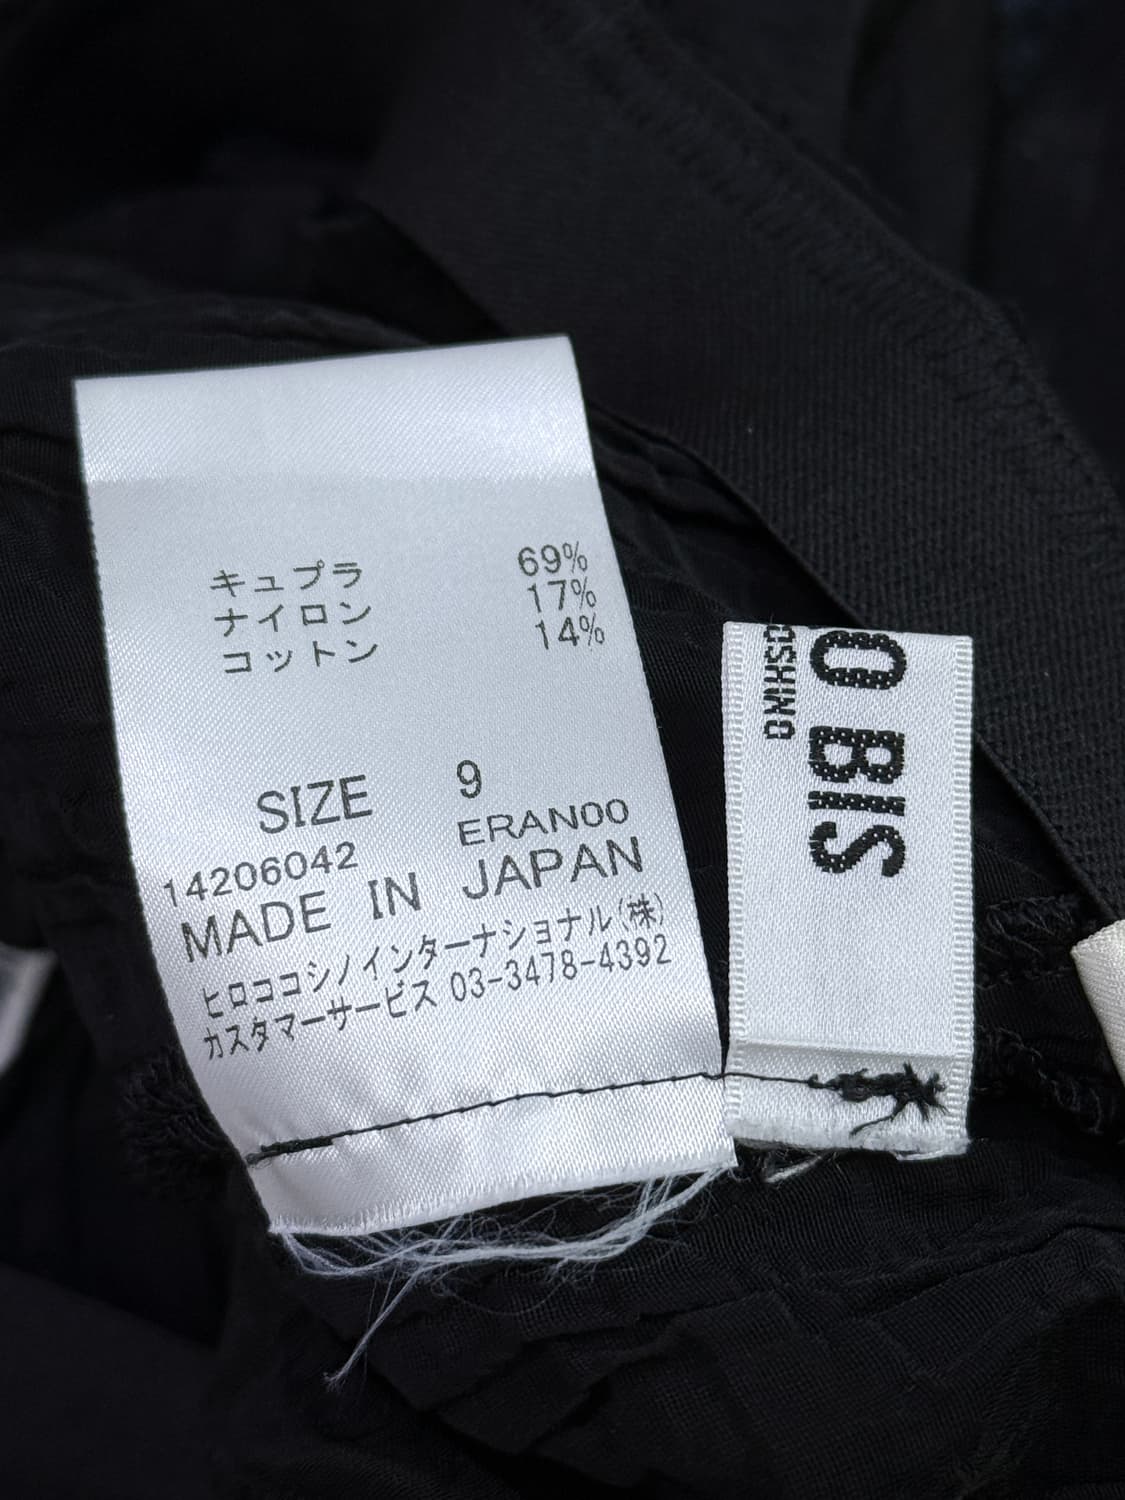 キュプラ 69%
ナイロン 17%
コットン 14%
SIZE 9
14206042 ERAN00
MADE IN JAPAN
ヒロココシノインターナショナル(株)
カスタマーサービス 03-3478-4392
O BIS
OSHINO